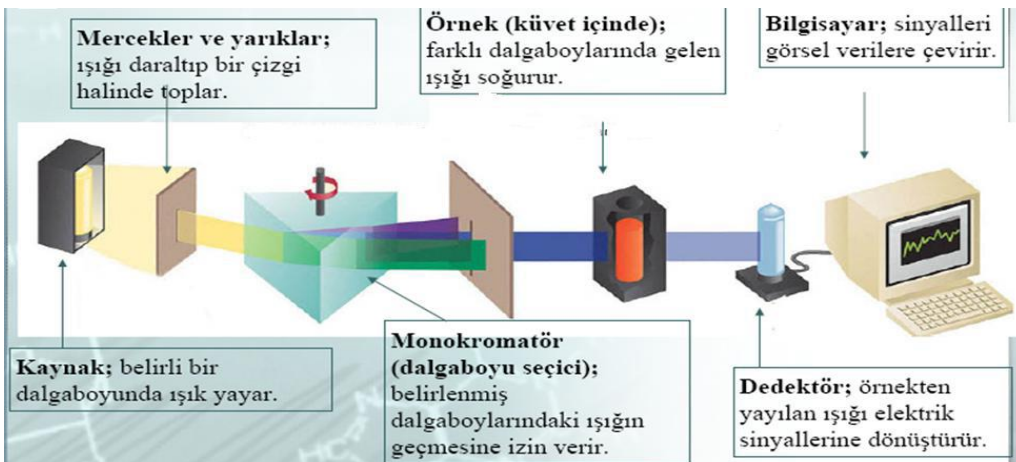 Mercekler ve yarıklar;
ışığı daraltıp bir çizgi
halinde toplar.
Örnek (küvet içinde);
farklı dalgaboylarında gelen
ışığı soğurur.
Bilgisayar; sinyalleri
görsel verilere çevirir.
Kaynak; belirli bir
dalgaboyunda ışık yayar.
Monokromatör
(dalgaboyu seçici);
belirlenmiş
dalgaboylarındaki ışığın
geçmesine izin verir.
Dedektör; örnekten
yayılan ışığı elektrik
sinyallerine dönüştürür.